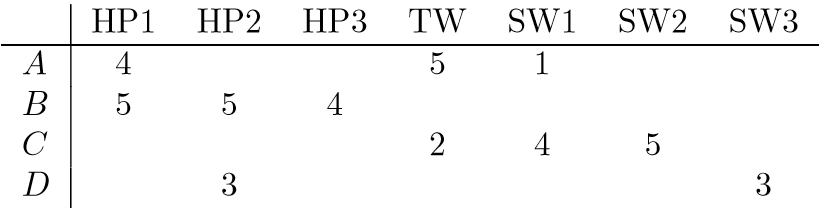 HP1 HP2 HP3 TW SW1 SW2 SW3
A 4 5 1
B 5 5 4
C 2 4 5
D 3 3